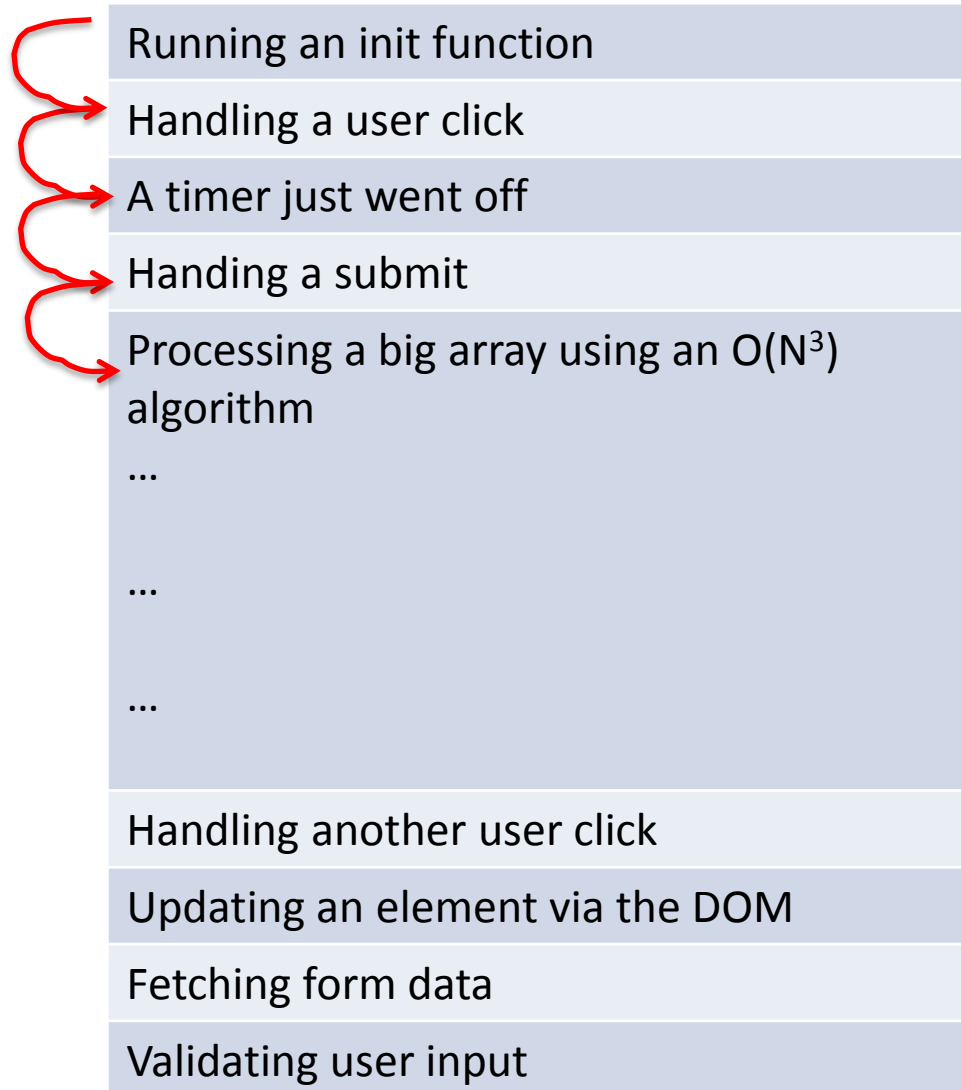 Running an init function
Handling a user click
A timer just went off
Handing a submit
Processing a big array using an O(N³)
algorithm
…
…
…
Handling another user click
Updating an element via the DOM
Fetching form data
Validating user input